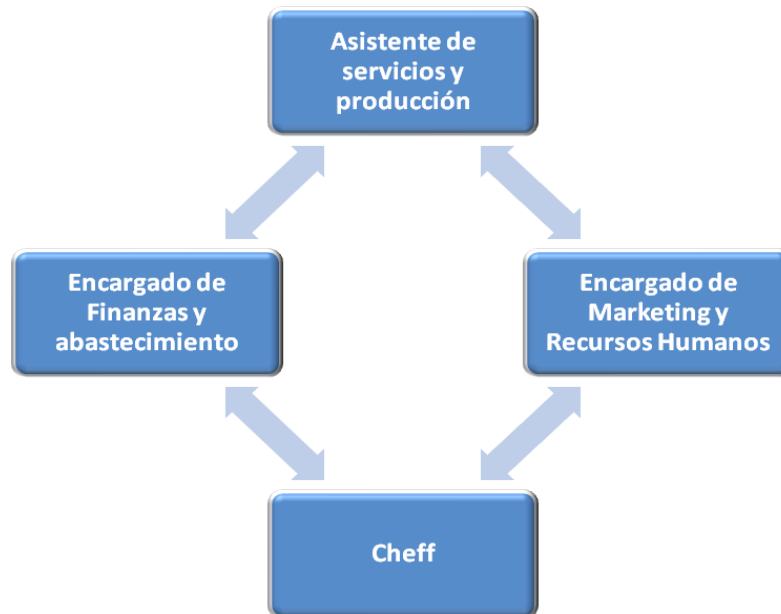 Asistente de
servicios y
producción
Encargado de
Finanzas y
abastecimiento
Encargado de
Marketing y
Recursos Humanos
Cheff